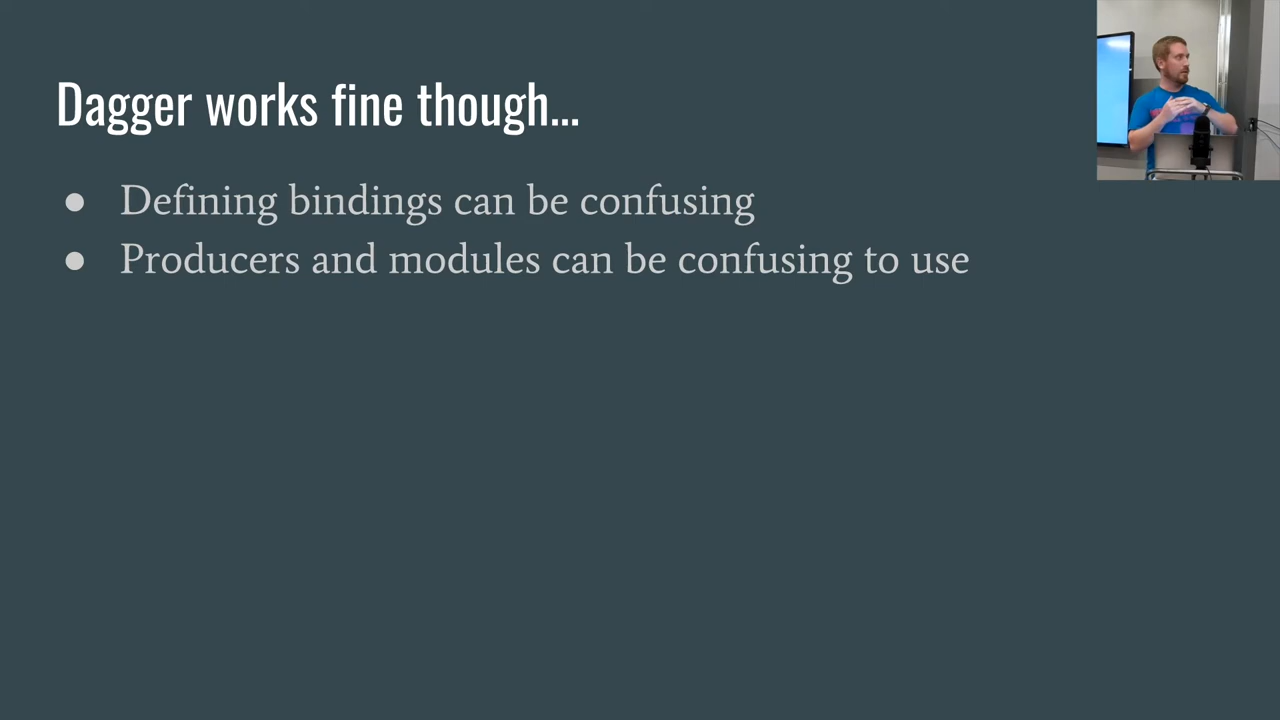 Dagger works fine though...
● Defining bindings can be confusing
● Producers and modules can be confusing to use